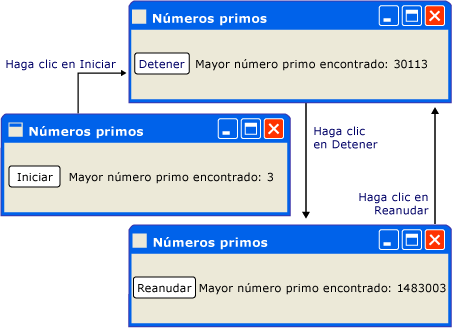 Números primos
Haga clic en Iniciar
Detener Mayor número primo encontrado: 30113
Números primos
Iniciar Mayor número primo encontrado: 3
Haga clic
en Detener
Haga clic en
Reanudar
Números primos
Reanudar Mayor número primo encontrado: 1483003